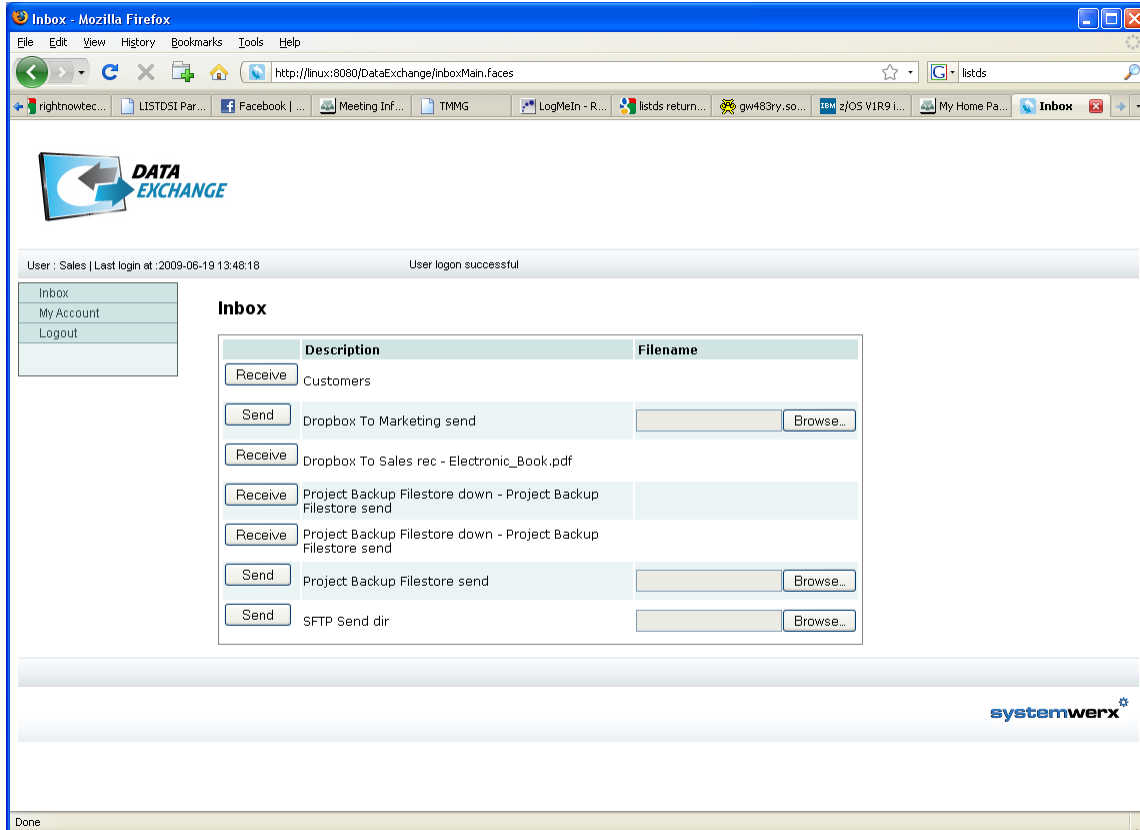 Inbox - Mozilla Firefox
File Edit View History Bookmarks Tools Help
http://linux:8080/DataExchange/inboxMain.faces
G listds
rightnowtec... LISTDSI Par... Facebook | ... Meeting Inf... TMMG LogMeIn - R... listds return... gw483ry.so... IBM z/OS V1R9 i... My Home Pa... Inbox
DATA
EXCHANGE
User : Sales | Last login at :2009-06-19 13:48:18 User logon successful
Inbox
My Account
Logout
Inbox
Description Filename
Receive Customers
Send Dropbox To Marketing send Browse...
Receive Dropbox To Sales rec - Electronic_Book.pdf
Receive Project Backup Filestore down - Project Backup
Filestore send
Receive Project Backup Filestore down - Project Backup
Filestore send
Send Project Backup Filestore send Browse...
Send SFTP Send dir Browse...
systemwerx
Done